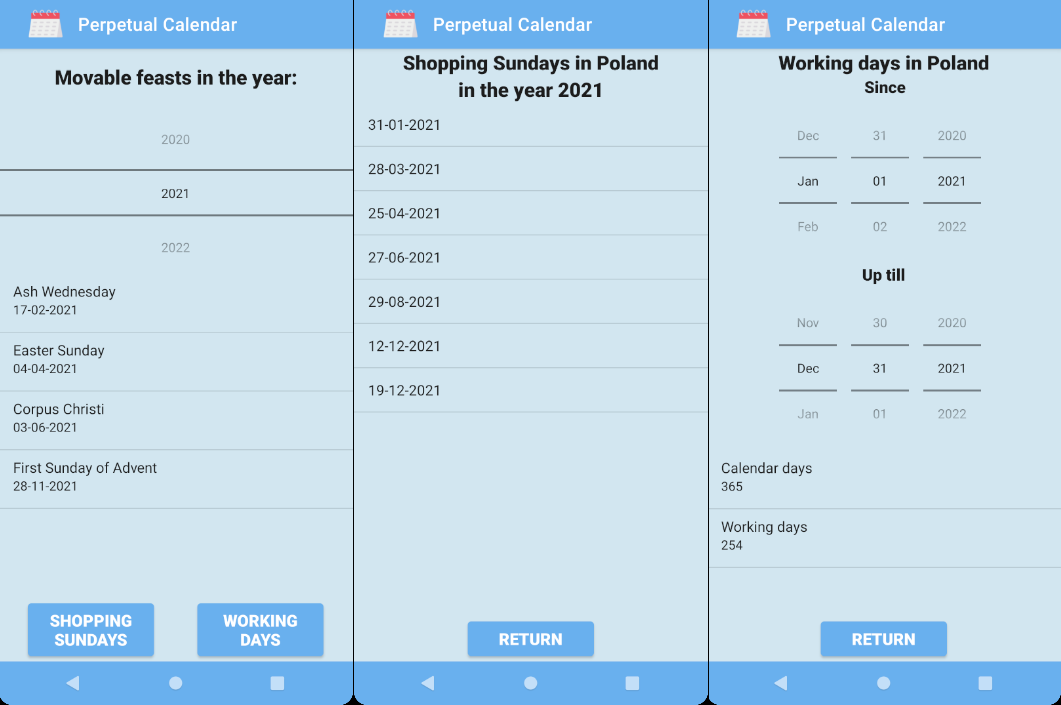 Perpetual Calendar
Movable feasts in the year:
2020
2021
2022
Ash Wednesday
17-02-2021
Easter Sunday
04-04-2021
Corpus Christi
03-06-2021
First Sunday of Advent
28-11-2021
SHOPPING
SUNDAYS
WORKING
DAYS
Perpetual Calendar
Shopping Sundays in Poland
in the year 2021
31-01-2021
28-03-2021
25-04-2021
27-06-2021
29-08-2021
12-12-2021
19-12-2021
RETURN
Perpetual Calendar
Working days in Poland
Since
Dec 31 2020
Jan 01 2021
Feb 02 2022
Up till
Nov 30 2020
Dec 31 2021
Jan 01 2022
Calendar days
365
Working days
254
RETURN